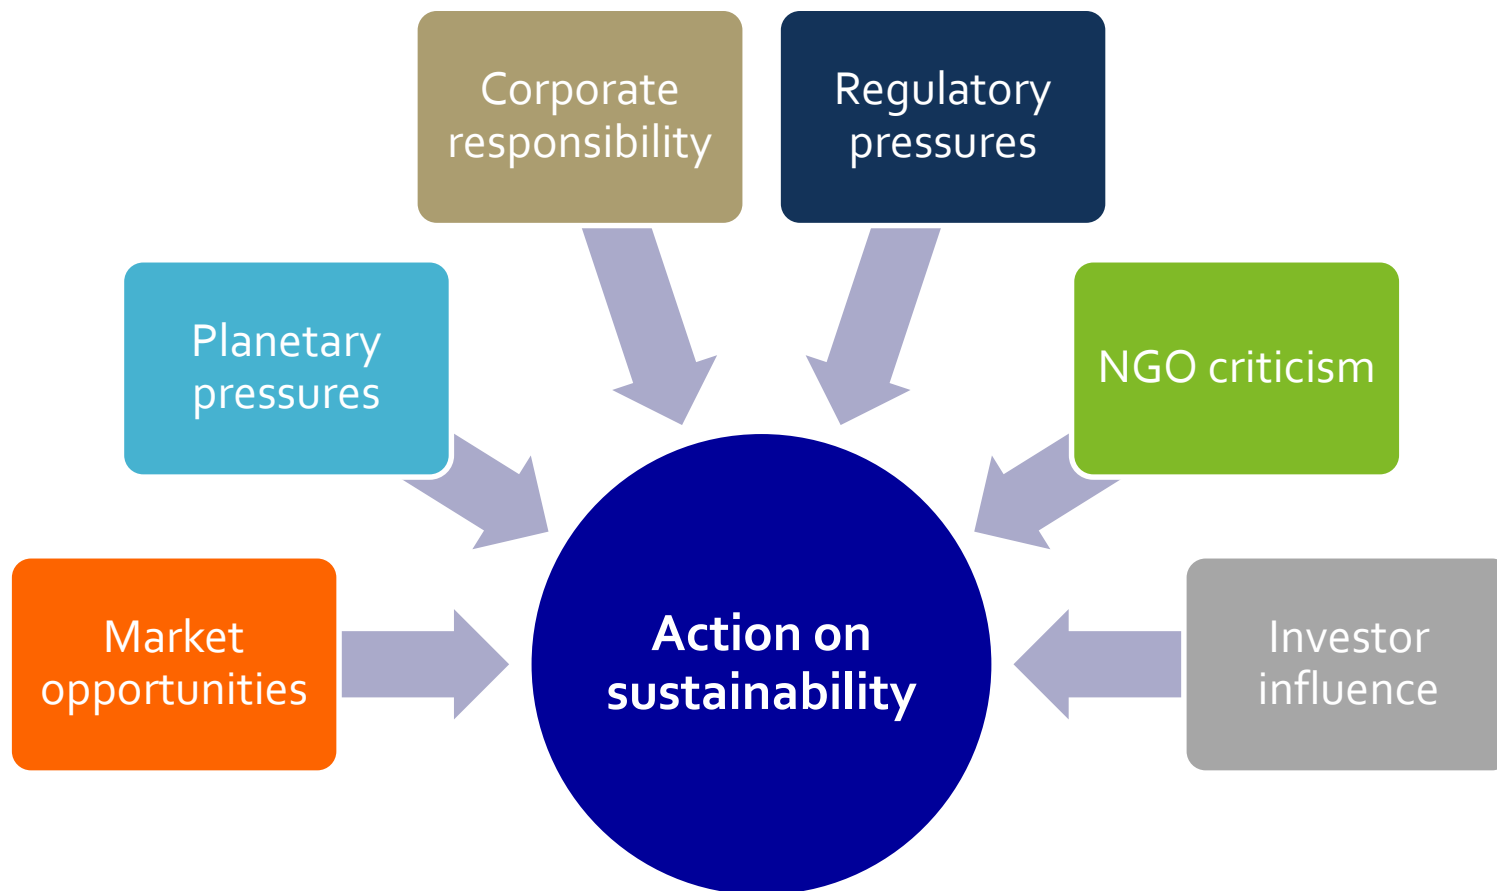 Corporate
responsibility
Regulatory
pressures
Planetary
pressures
NGO criticism
Market
opportunities
Action on
sustainability
Investor
influence